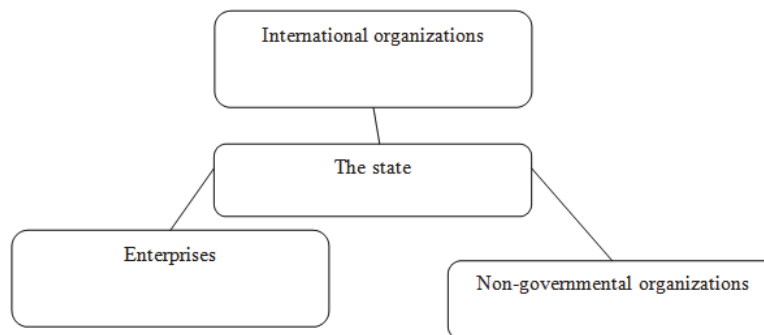 International organizations
The state
Enterprises
Non-governmental organizations